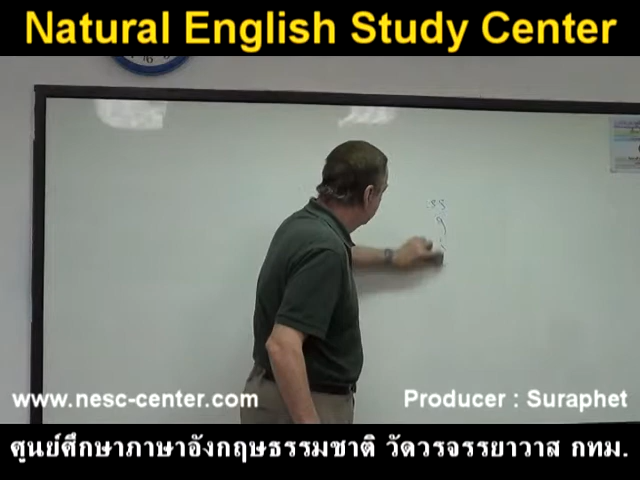 Natural English Study Center
www.nesc-center.com
Producer : Suraphet
ศูนย์ศึกษาภาษาอังกฤษธรรมชาติ วัดวรจรรยาวาส กทม.